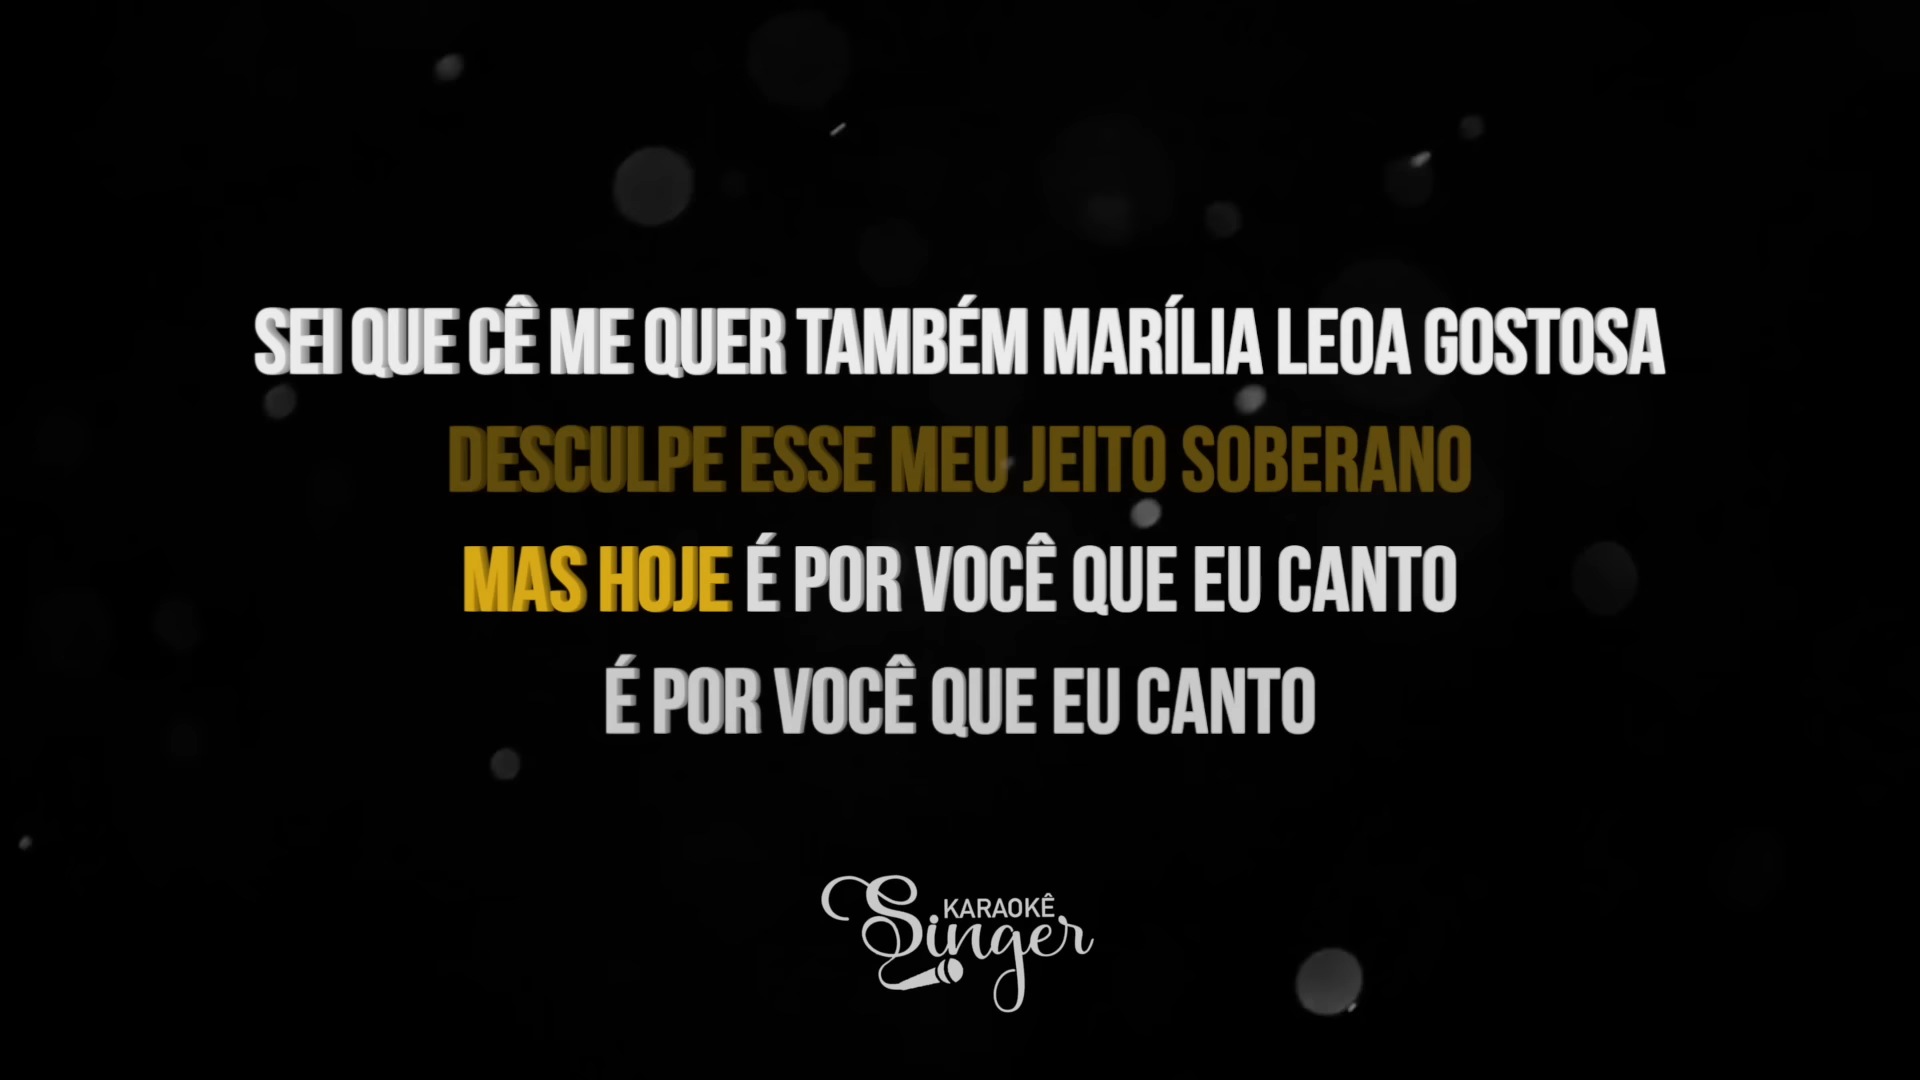 SEI QUE CÊ ME QUER TAMBÉM MARÍLIA LEOA GOSTOSA
DESCULPE ESSE MEU JEITO SOBERANO
MAS HOJE É POR VOCÊ QUE EU CANTO
É POR VOCÊ QUE EU CANTO
KARAOKÊ
Singer